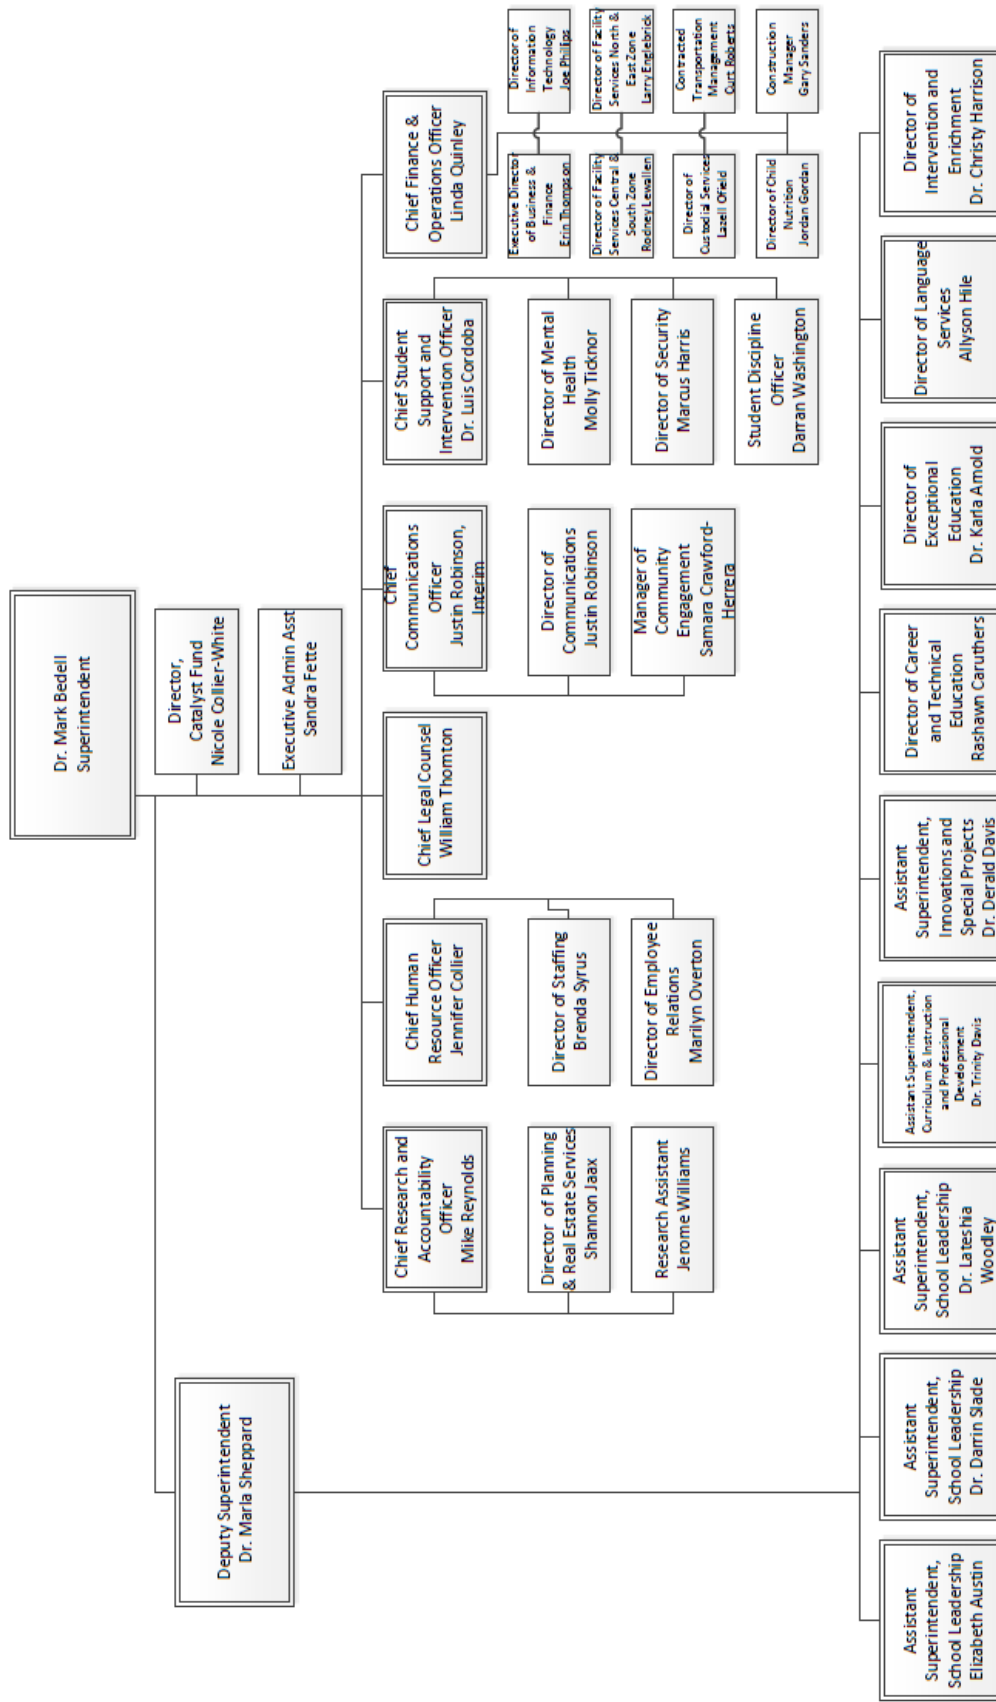 Dr. Mark Bedell
Superintendent
Director,
Catalyst Fund
Nicole Collier-White
Executive Admin Asst
Sandra Fette
Deputy Superintendent
Dr. Marla Sheppard
Chief Research and
Accountability
Officer
Mike Reynolds
Director of Planning
& Real Estate Services
Shannon Jaax
Research Assistant
Jerome Williams
Chief Human
Resource Officer
Jennifer Collier
Director of Staffing
Brenda Syrus
Director of Employee
Relations
Marilyn Overton
Chief Legal Counsel
William Thornton
Chief
Communications
Officer
Justin Robinson,
Interim
Director of
Communications
Justin Robinson
Manager of
Community
Engagement
Samara Crawford-
Herrera
Chief Student
Support and
Intervention Officer
Dr. Luis Cordoba
Director of Mental
Health
Molly Ticknor
Director of Security
Marcus Harris
Student Discipline
Officer
Darran Washington
Chief Finance &
Operations Officer
Linda Quinley
Executive Director
of Business &
Finance
Erin Thompson
Director of
Information
Technology
Joe Phillips
Director of Facility
Services Central &
South Zone
Rodney Lewallen
Director of Facility
Services North &
East Zone
Larry Englebrick
Director of
Custodial Services
Lazell Ofield
Contracted
Transportation
Management
Curt Roberts
Director of Child
Nutrition
Jordan Gordan
Construction
Manager
Gary Sanders
Assistant
Superintendent,
School Leadership
Elizabeth Austin
Assistant
Superintendent,
School Leadership
Dr. Darrin Slade
Assistant
Superintendent,
School Leadership
Dr. Lateshia
Woodley
Assistant Superintendent,
Curriculum & Instruction
and Professional
Development
Dr. Trinity Davis
Assistant
Superintendent,
Innovations and
Special Projects
Dr. Derald Davis
Director of Career
and Technical
Education
Rashawn Caruthers
Director of
Exceptional
Education
Dr. Karla Arnold
Director of Language
Services
Allyson Hile
Director of
Intervention and
Enrichment
Dr. Christy Harrison